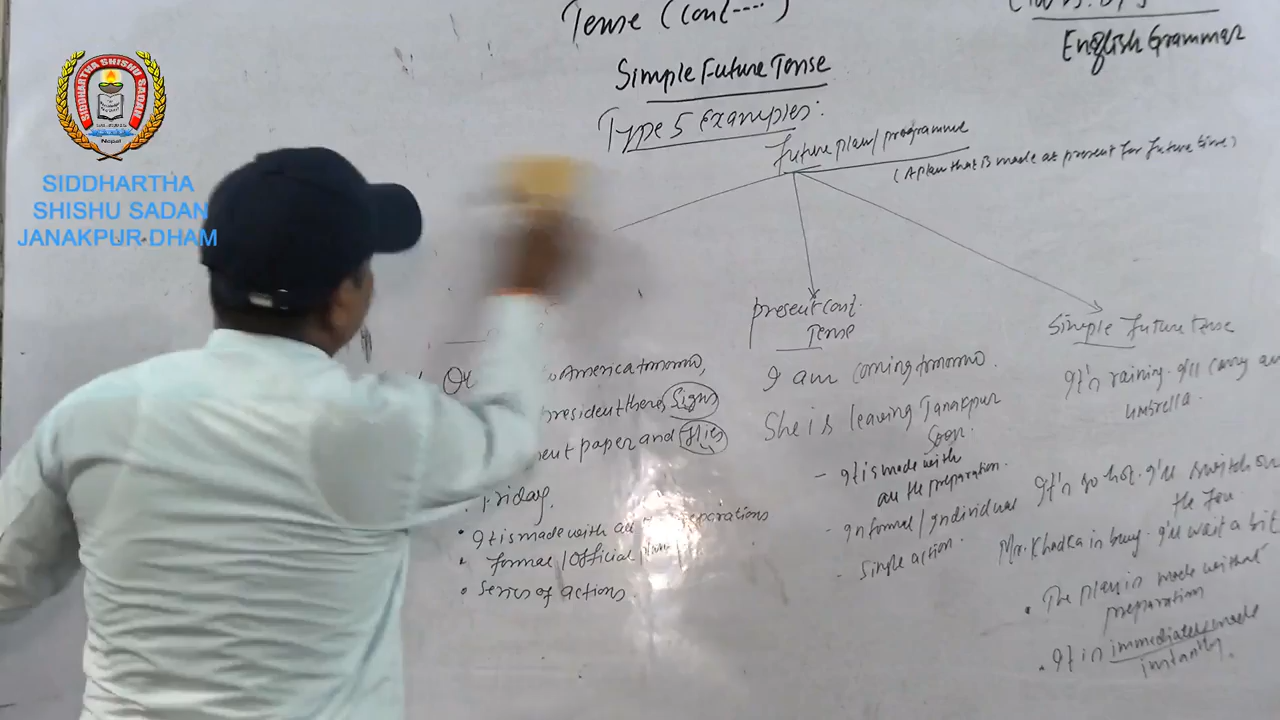 Tense (Cont----)
English Grammar
Simple Future Tense
Type 5 Examples:
future plan/programme
(A plan that is made at present for future time)
SIDDHARTHA SHISHU SADAN
Nepal
SIDDHARTHA
SHISHU SADAN
JANAKPUR DHAM
to America tomorrow,
president there, Signs
paper and flies
Friday.
• It is made with all preparations
• formal/official plan
• Series of actions.
present cont.
Tense
I am coming tomorrow.
She is leaving Janakpur
Soon.
- It is made with
all the preparation.
- Informal/Individual
- Simple action.
Simple future Tense
It's raining. I'll carry an
umbrella.
It's so hot. I'll switch on
the fan.
Mr. Khadka is busy. I'll wait a bit
• The plan is made without
preparation
• It is immediately made
instantly.